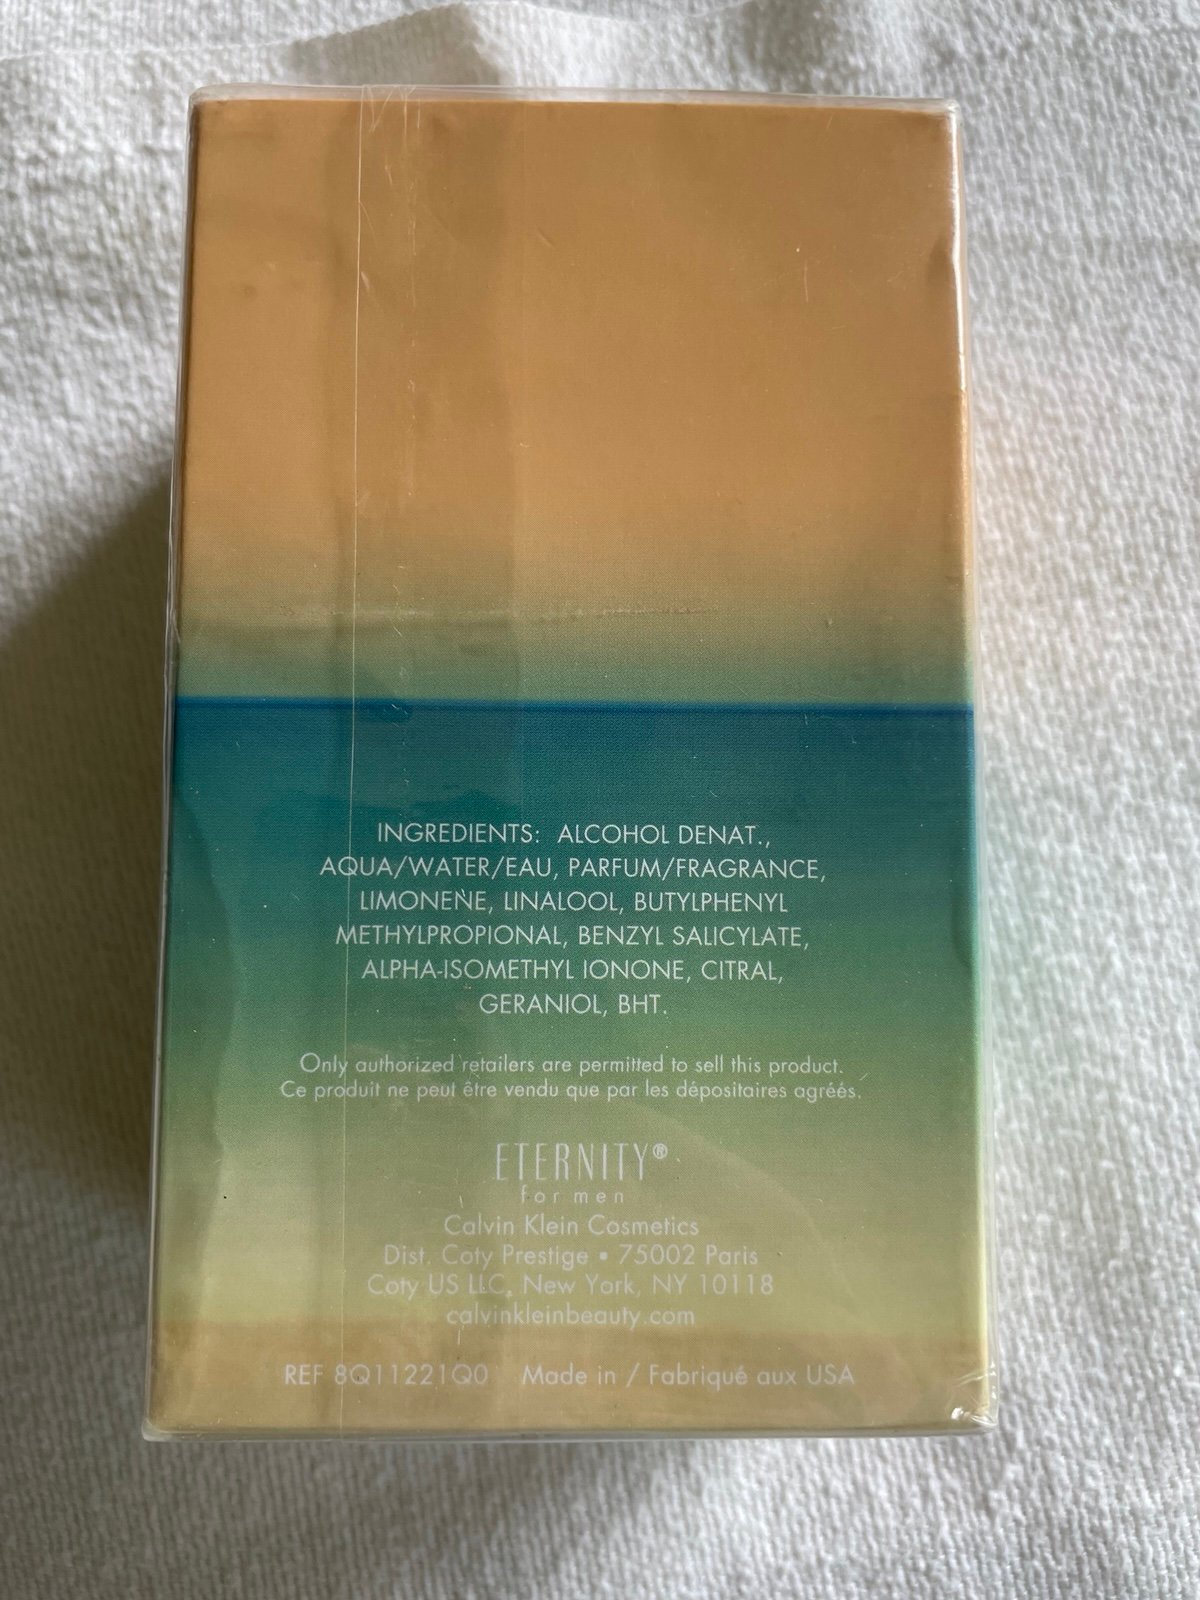 INGREDIENTS: ALCOHOL DENAT.,
AQUA/WATER/EAU, PARFUM/FRAGRANCE,
LIMONENE, LINALOOL, BUTYLPHENYL
METHYLPROPIONAL, BENZYL SALICYLATE,
ALPHA-ISOMETHYL IONONE, CITRAL,
GERANIOL, BHT.
Only authorized retailers are permitted to sell this product.
Ce produit ne peut être vendu que par les dépositaires agréés.
ETERNITY®
for men
Calvin Klein Cosmetics
Dist. Coty Prestige • 75002 Paris
Coty US LLC, New York, NY 10118
calvinkleinbeauty.com
REF 8Q11221Q0 Made in / Fabriqué aux USA